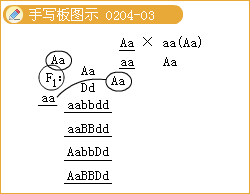 手写板图示 0204-03
Aa × aa(Aa)
aa Aa
Aa
F1: Aa
Dd Aa
aa
aabbdd
aaBBdd
AabbDd
AaBBDd